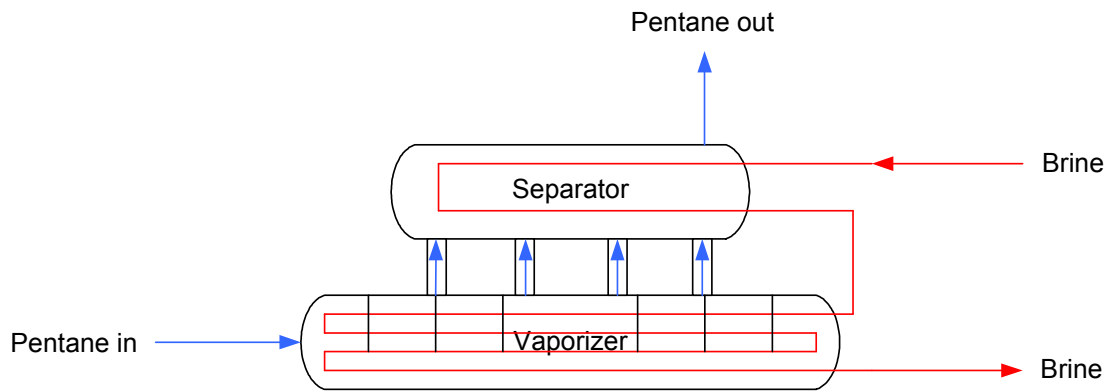 Pentane out
Brine
Separator
Vaporizer
Pentane in
Brine